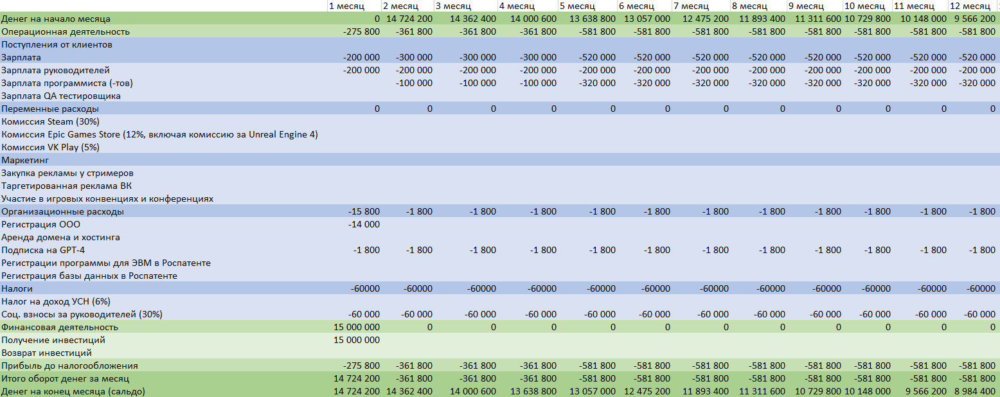 1 месяц 2 месяц 3 месяц 4 месяц 5 месяц 6 месяц 7 месяц 8 месяц 9 месяц 10 месяц 11 месяц 12 месяц
Денег на начало месяца 0 14 724 200 14 362 400 14 000 600 13 638 800 13 057 000 12 475 200 11 893 400 11 311 600 10 729 800 10 148 000 9 566 200
Операционная деятельность -275 800 -361 800 -361 800 -361 800 -581 800 -581 800 -581 800 -581 800 -581 800 -581 800 -581 800 -581 800
Поступления от клиентов
Зарплата -200 000 -300 000 -300 000 -300 000 -520 000 -520 000 -520 000 -520 000 -520 000 -520 000 -520 000 -520 000
Зарплата руководителей -200 000 -200 000 -200 000 -200 000 -200 000 -200 000 -200 000 -200 000 -200 000 -200 000 -200 000 -200 000
Зарплата программиста (-тов) -100 000 -100 000 -100 000 -320 000 -320 000 -320 000 -320 000 -320 000 -320 000 -320 000 -320 000
Зарплата QA тестировщика
Переменные расходы 0 0 0 0 0 0 0 0 0 0 0 0
Комиссия Steam (30%)
Комиссия Epic Games Store (12%, включая комиссию за Unreal Engine 4)
Комиссия VK Play (5%)
Маркетинг
Закупка рекламы у стримеров
Таргетированная реклама ВК
Участие в игровых конвенциях и конференциях
Организационные расходы -15 800 -1 800 -1 800 -1 800 -1 800 -1 800 -1 800 -1 800 -1 800 -1 800 -1 800 -1 800
Регистрация ООО -14 000
Аренда домена и хостинга
Подписка на GPT-4 -1 800 -1 800 -1 800 -1 800 -1 800 -1 800 -1 800 -1 800 -1 800 -1 800 -1 800 -1 800
Регистрации программы для ЭВМ в Роспатенте
Регистрация базы данных в Роспатенте
Налоги -60000 -60000 -60000 -60000 -60000 -60000 -60000 -60000 -60000 -60000 -60000 -60000
Налог на доход УСН (6%)
Соц. взносы за руководителей (30%) -60 000 -60 000 -60 000 -60 000 -60 000 -60 000 -60 000 -60 000 -60 000 -60 000 -60 000 -60 000
Финансовая деятельность 15 000 000 0 0 0 0 0 0 0 0 0 0 0
Получение инвестиций 15 000 000
Возврат инвестиций
Прибыль до налогообложения -275 800 -361 800 -361 800 -361 800 -581 800 -581 800 -581 800 -581 800 -581 800 -581 800 -581 800 -581 800
Итого оборот денег за месяц 14 724 200 -361 800 -361 800 -361 800 -581 800 -581 800 -581 800 -581 800 -581 800 -581 800 -581 800 -581 800
Денег на конец месяца (сальдо) 14 724 200 14 362 400 14 000 600 13 638 800 13 057 000 12 475 200 11 893 400 11 311 600 10 729 800 10 148 000 9 566 200 8 984 400